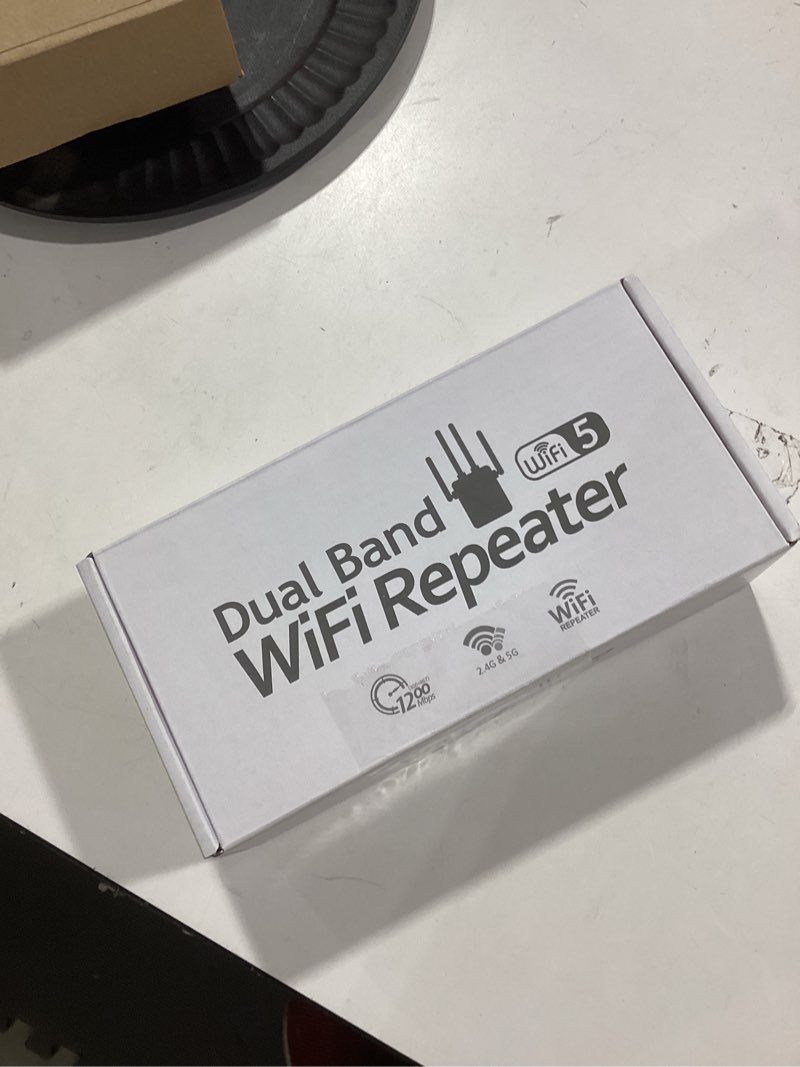 Dual Band
WiFi 5
WiFi Repeater
1200
Mbps
2.4G & 5G
WiFi
REPEATER